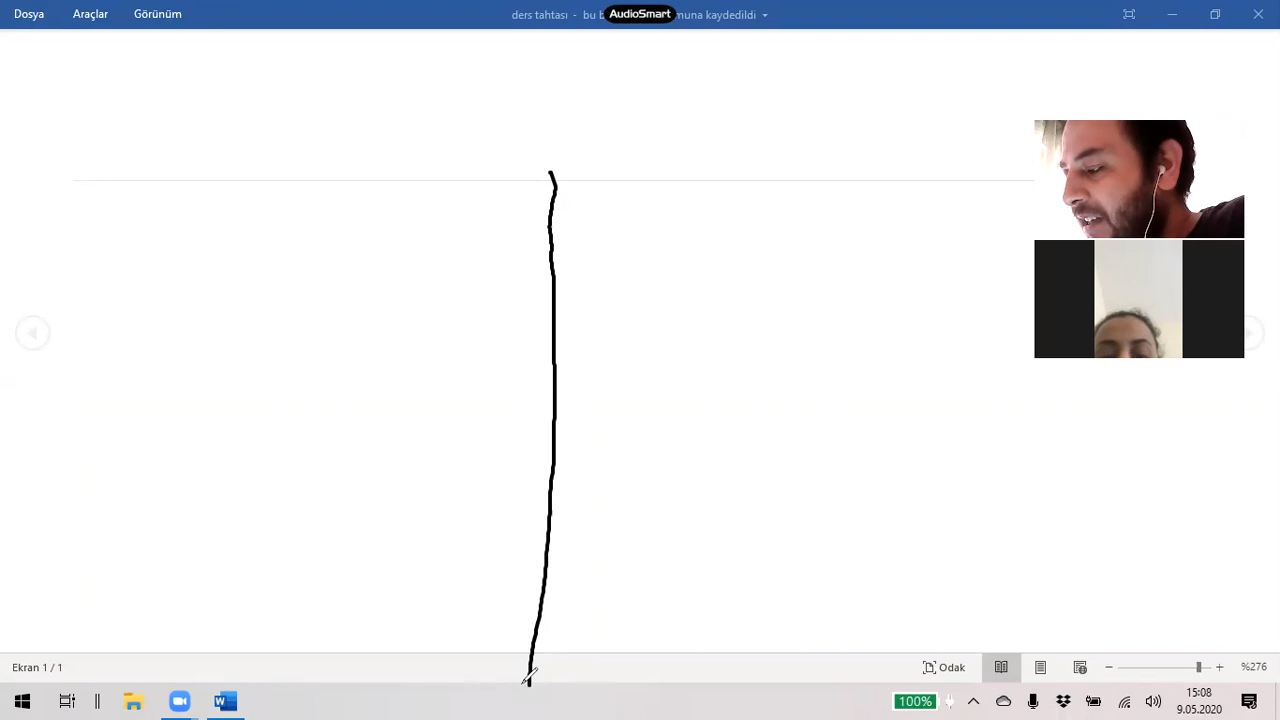 Dosya Araçlar Görünüm ders tahtası - bu b AudioSmart muna kaydedildi
Ekran 1 / 1 Odak %276
W 100% 15:08
9.05.2020